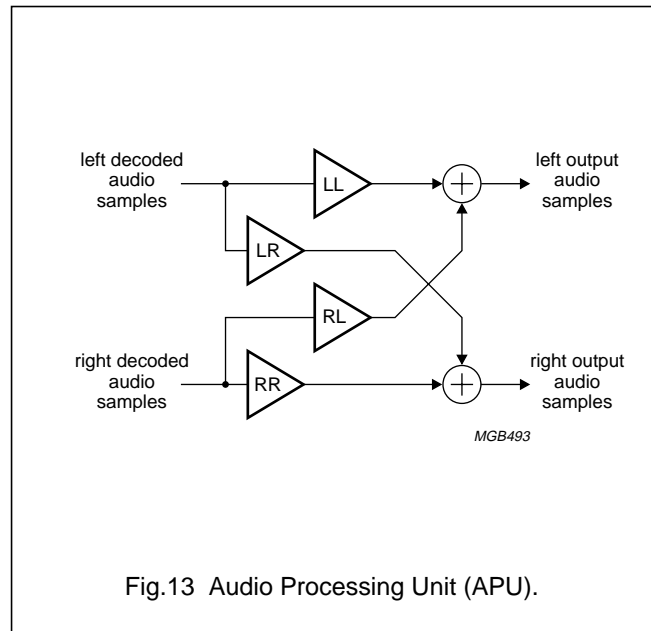 left decoded
audio
samples
LL
left output
audio
samples
LR
RL
right decoded
audio
samples
RR
right output
audio
samples
MGB493
Fig.13 Audio Processing Unit (APU).